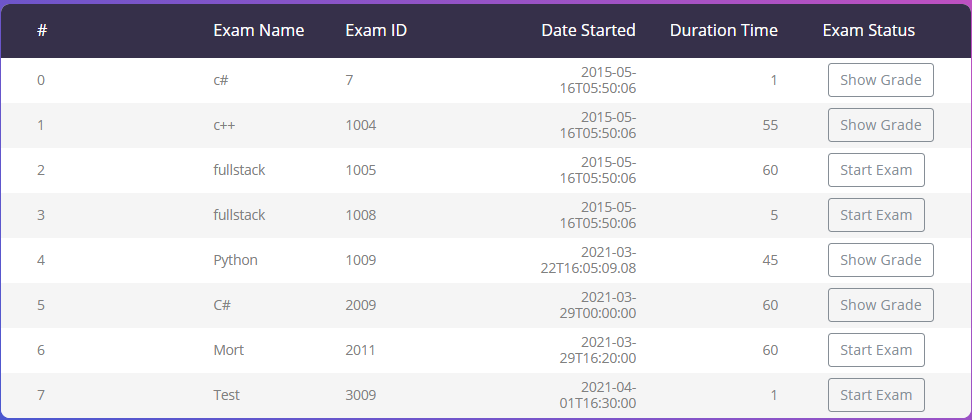 # Exam Name Exam ID Date Started Duration Time Exam Status
0 c# 7 2015-05-
16T05:50:06 1 Show Grade
1 c++ 1004 2015-05-
16T05:50:06 55 Show Grade
2 fullstack 1005 2015-05-
16T05:50:06 60 Start Exam
3 fullstack 1008 2015-05-
16T05:50:06 5 Start Exam
4 Python 1009 2021-03-
22T16:05:09.08 45 Show Grade
5 C# 2009 2021-03-
29T00:00:00 60 Show Grade
6 Mort 2011 2021-03-
29T16:20:00 60 Start Exam
7 Test 3009 2021-04-
01T16:30:00 1 Start Exam